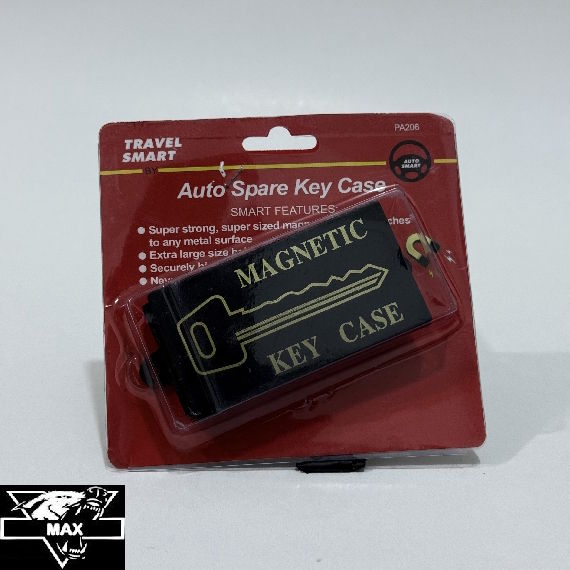 TRAVEL
SMART
BY
PA206
AUTO
SMART
Auto Spare Key Case
SMART FEATURES:
Super strong, super sized
to any metal surface
Extra large size
Securely
MAGNETIC
KEY CASE
MAX